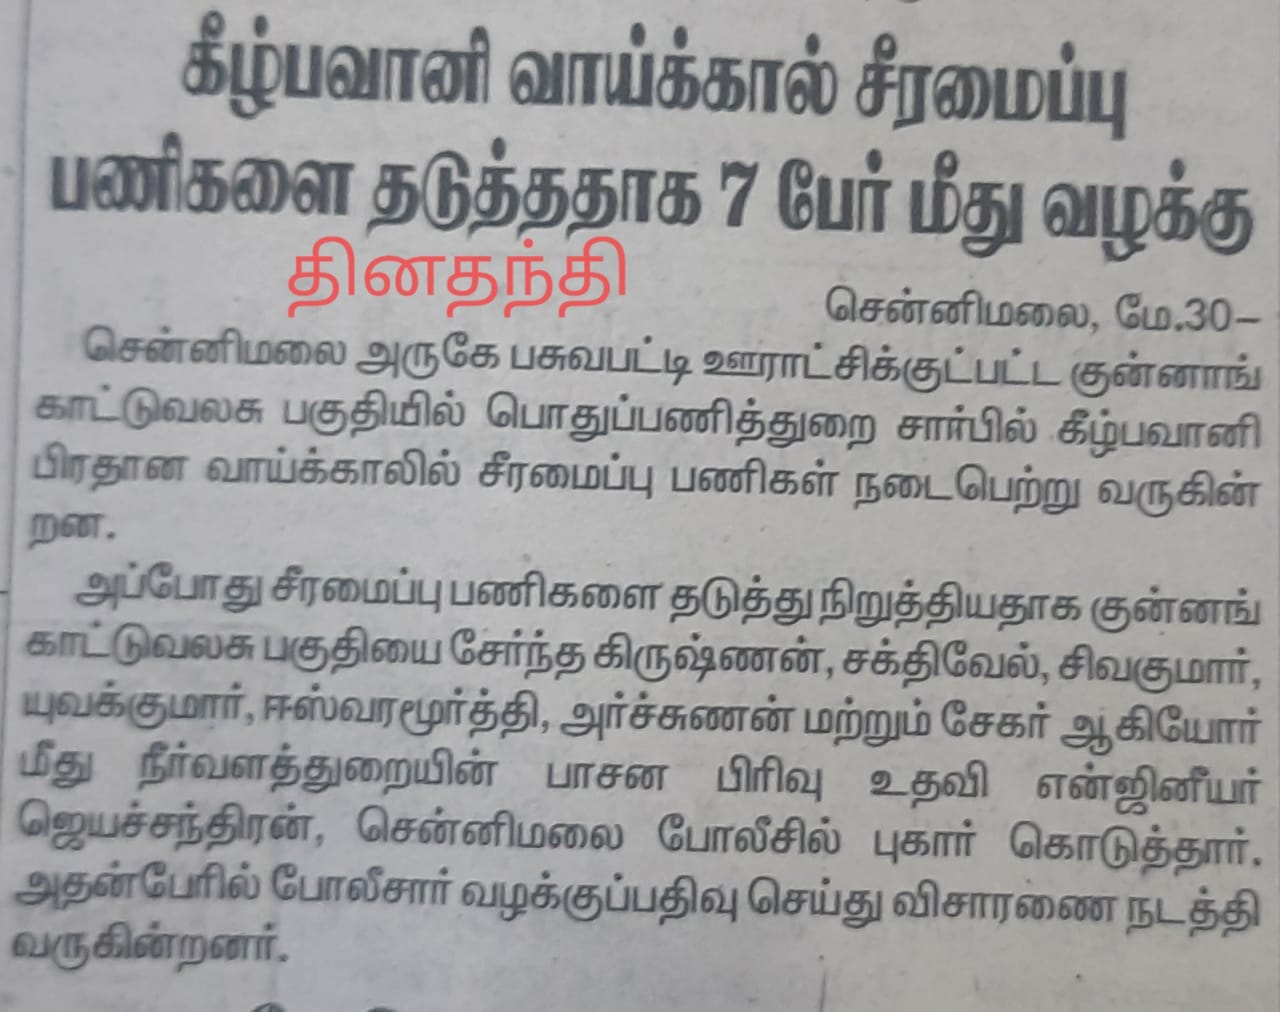 கீழ்பவானி வாய்க்கால் சீரமைப்பு
பணிகளை தடுத்ததாக 7 பேர் மீது வழக்கு
தினதந்தி
சென்னிமலை, மே.30–
சென்னிமலை அருகே பசுவபட்டி ஊராட்சிக்குட்பட்ட குன்னாங்
காட்டுவலசு பகுதியில் பொதுப்பணித்துறை சார்பில் கீழ்பவானி
பிரதான வாய்க்காலில் சீரமைப்பு பணிகள் நடைபெற்று வருகின்
றன.
அப்போது சீரமைப்பு பணிகளை தடுத்து நிறுத்தியதாக குன்னங்
காட்டுவலசு பகுதியை சேர்ந்த கிருஷ்ணன், சக்திவேல், சிவகுமார்,
யுவக்குமார், ஈஸ்வரமூர்த்தி, அர்ச்சுணன் மற்றும் சேகர் ஆகியோர்
மீது நீர்வளத்துறையின் பாசன பிரிவு உதவி என்ஜினீயர்
ஜெயச்சந்திரன், சென்னிமலை போலீசில் புகார் கொடுத்தார்.
அதன்பேரில் போலீசார் வழக்குப்பதிவு செய்து விசாரணை நடத்தி
வருகின்றனர்.